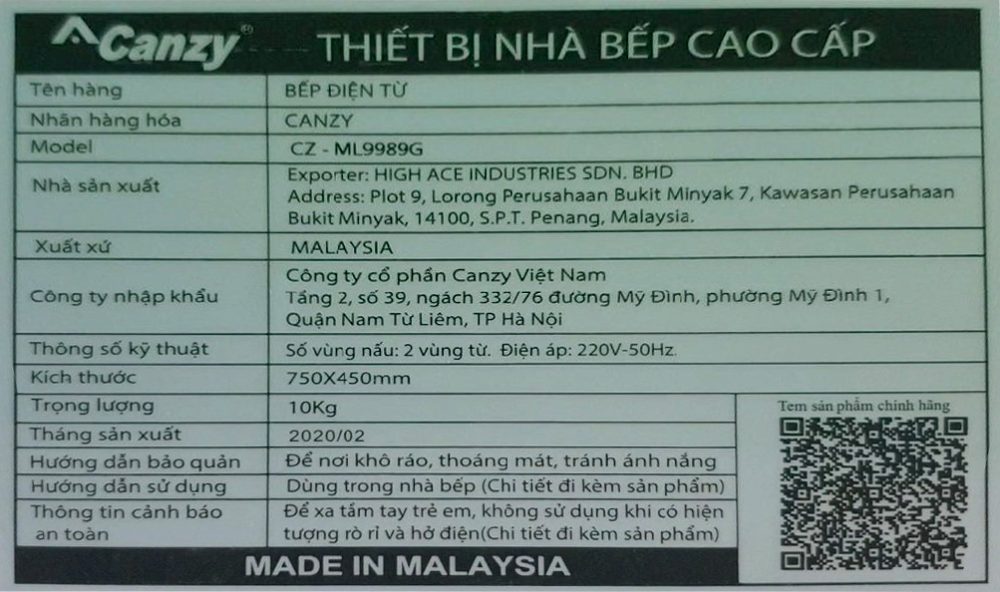 Canzy® THIẾT BỊ NHÀ BẾP CAO CẤP
Tên hàng BẾP ĐIỆN TỪ
Nhãn hàng hóa CANZY
Model CZ - ML9989G
Nhà sản xuất Exporter: HIGH ACE INDUSTRIES SDN. BHD
Address: Plot 9, Lorong Perusahaan Bukit Minyak 7, Kawasan Perusahaan
Bukit Minyak, 14100, S.P.T. Penang, Malaysia.
Xuất xứ MALAYSIA
Công ty nhập khẩu Công ty cổ phần Canzy Việt Nam
Tầng 2, số 39, ngách 332/76 đường Mỹ Đình, phường Mỹ Đình 1,
Quận Nam Từ Liêm, TP Hà Nội
Thông số kỹ thuật Số vùng nấu: 2 vùng từ. Điện áp: 220V-50Hz.
Kích thước 750X450mm
Trọng lượng 10Kg
Tháng sản xuất 2020/02
Hướng dẫn bảo quản Để nơi khô ráo, thoáng mát, tránh ánh nắng
Hướng dẫn sử dụng Dùng trong nhà bếp (Chi tiết đi kèm sản phẩm)
Thông tin cảnh báo Để xa tầm tay trẻ em, không sử dụng khi có hiện
an toàn tượng rò rỉ và hở điện(Chi tiết đi kèm sản phẩm)
Tem sản phẩm chính hãng
MADE IN MALAYSIA